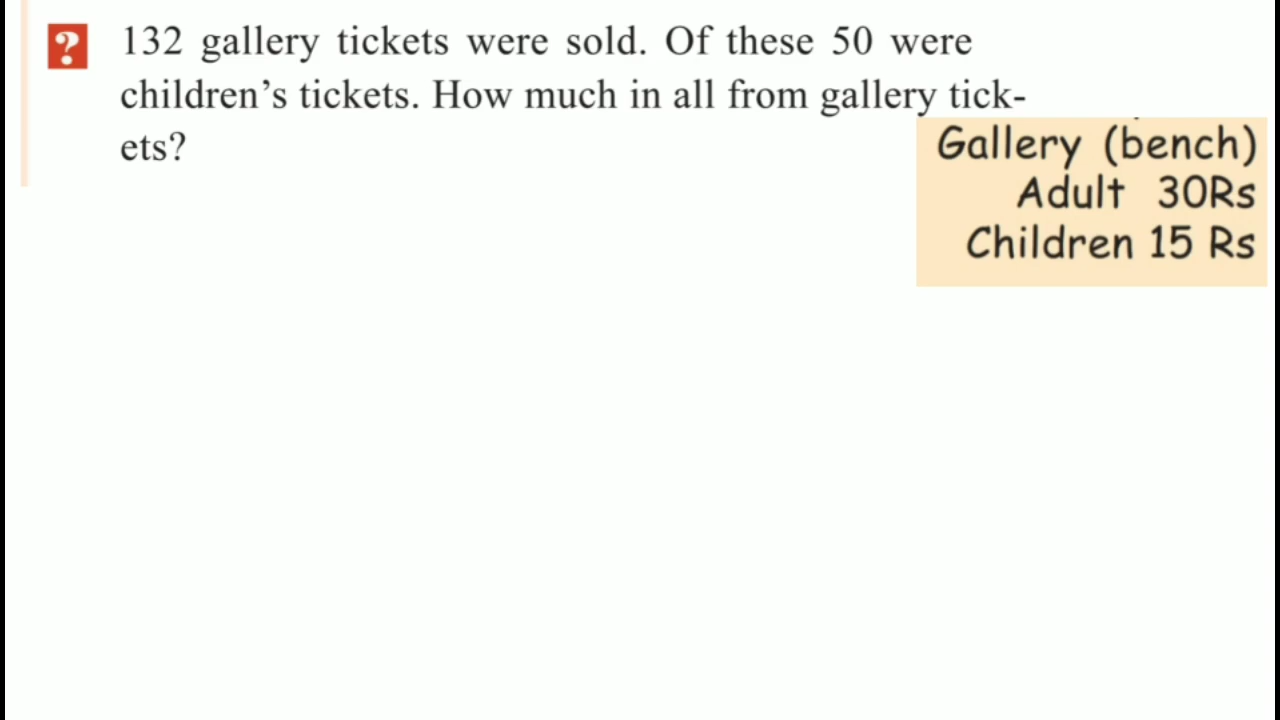 ?
132 gallery tickets were sold. Of these 50 were
children’s tickets. How much in all from gallery tick-
ets?
Gallery (bench)
Adult 30Rs
Children 15 Rs